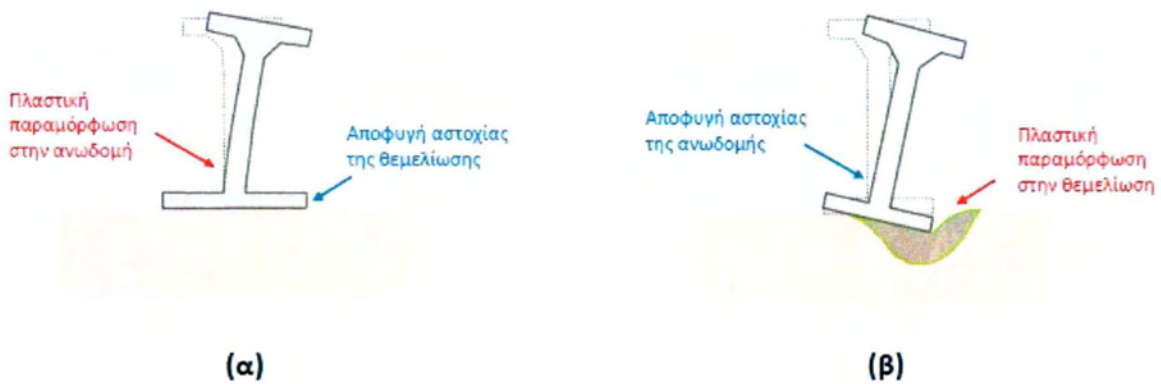 Πλαστική
παραμόρφωση
στην ανωδομή
Αποφυγή αστοχίας
της θεμελίωσης
(α)
Αποφυγή αστοχίας
της ανωδομής
Πλαστική
παραμόρφωση
στην θεμελίωση
(β)